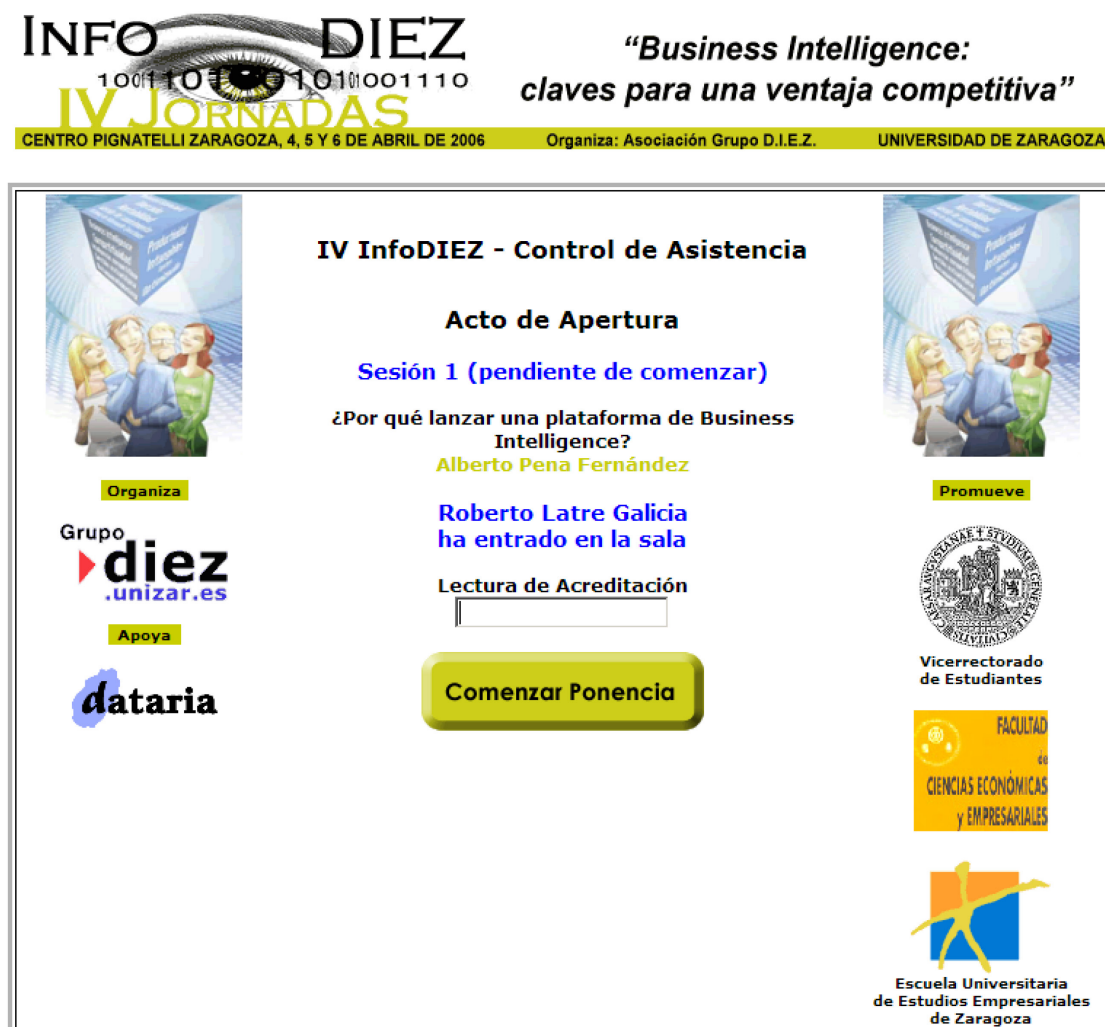 INFO DIEZ
IV JORNADAS
“Business Intelligence:
claves para una ventaja competitiva”
CENTRO PIGNATELLI ZARAGOZA, 4, 5 Y 6 DE ABRIL DE 2006
Organiza: Asociación Grupo D.I.E.Z.
UNIVERSIDAD DE ZARAGOZA
IV InfoDIEZ - Control de Asistencia
Acto de Apertura
Sesión 1 (pendiente de comenzar)
¿Por qué lanzar una plataforma de Business
Intelligence?
Alberto Pena Fernández
Roberto Latre Galicia
ha entrado en la sala
Lectura de Acreditación
Comenzar Ponencia
Organiza
Grupo
diez
.unizar.es
Apoya
dataria
Promueve
Vicerrectorado
de Estudiantes
FACULTAD
de
CIENCIAS ECONÓMICAS
y EMPRESARIALES
Escuela Universitaria
de Estudios Empresariales
de Zaragoza